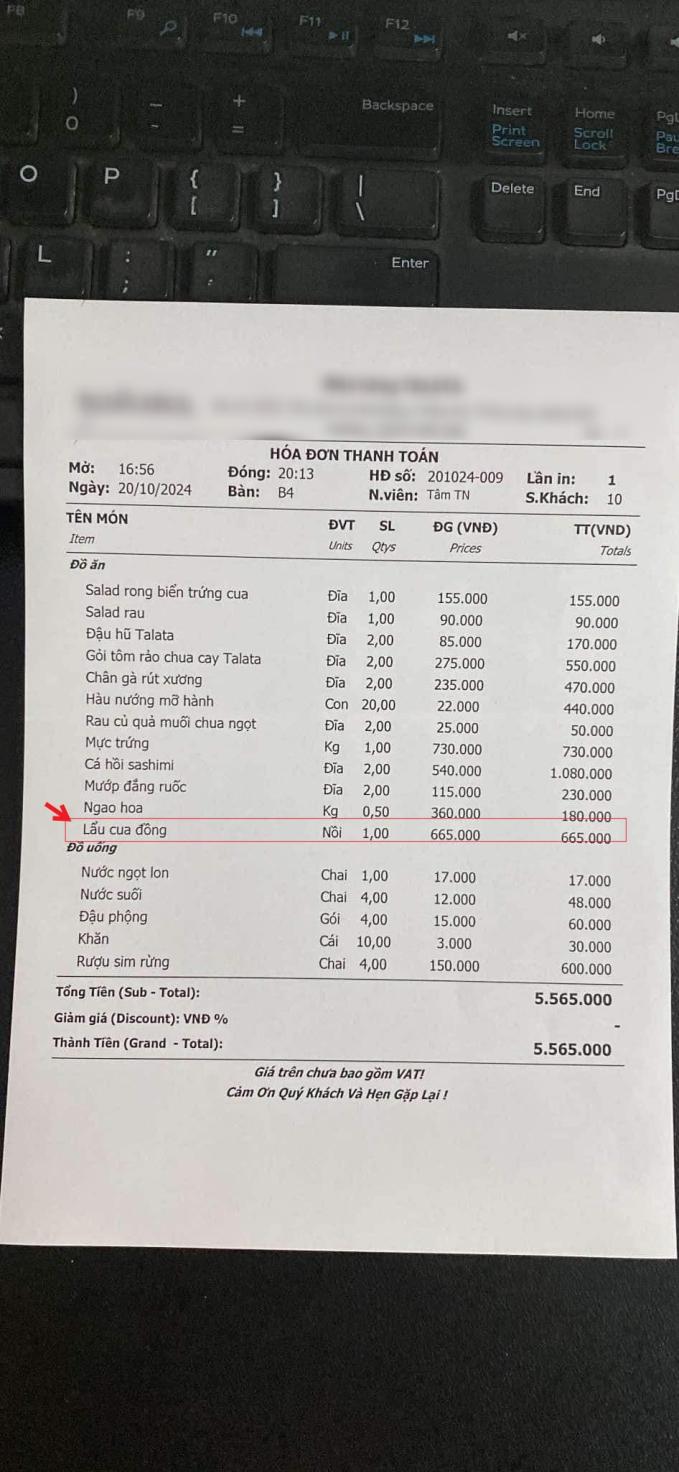 F8 F9 F10 F11 F12
) _ + Backspace Insert Home
0 - = Print Screen Scroll Lock
O P { } | Delete End
[ ] \
L : " Enter
;
HÓA ĐƠN THANH TOÁN
Mở: 16:56 Đóng: 20:13 HĐ số: 201024-009 Lần in: 1
Ngày: 20/10/2024 Bàn: B4 N.viên: Tâm TN S.Khách: 10
TÊN MÓN ĐVT SL ĐG (VNĐ) TT(VND)
Item Units Qtys Prices Totals
Đồ ăn
Salad rong biển trứng cua Đĩa 1,00 155.000 155.000
Salad rau Đĩa 1,00 90.000 90.000
Đậu hũ Talata Đĩa 2,00 85.000 170.000
Gỏi tôm rảo chua cay Talata Đĩa 2,00 275.000 550.000
Chân gà rút xương Đĩa 2,00 235.000 470.000
Hàu nướng mỡ hành Con 20,00 22.000 440.000
Rau củ quả muối chua ngọt Đĩa 2,00 25.000 50.000
Mực trứng Kg 1,00 730.000 730.000
Cá hồi sashimi Đĩa 2,00 540.000 1.080.000
Mướp đắng ruốc Đĩa 2,00 115.000 230.000
Ngao hoa Kg 0,50 360.000 180.000
Lẩu cua đồng Nồi 1,00 665.000 665.000
Đồ uống
Nước ngọt lon Chai 1,00 17.000 17.000
Nước suối Chai 4,00 12.000 48.000
Đậu phộng Gói 4,00 15.000 60.000
Khăn Cái 10,00 3.000 30.000
Rượu sim rừng Chai 4,00 150.000 600.000
Tổng Tiền (Sub - Total): 5.565.000
Giảm giá (Discount): VNĐ % -
Thành Tiền (Grand - Total): 5.565.000
Giá trên chưa bao gồm VAT!
Cảm Ơn Quý Khách Và Hẹn Gặp Lại !